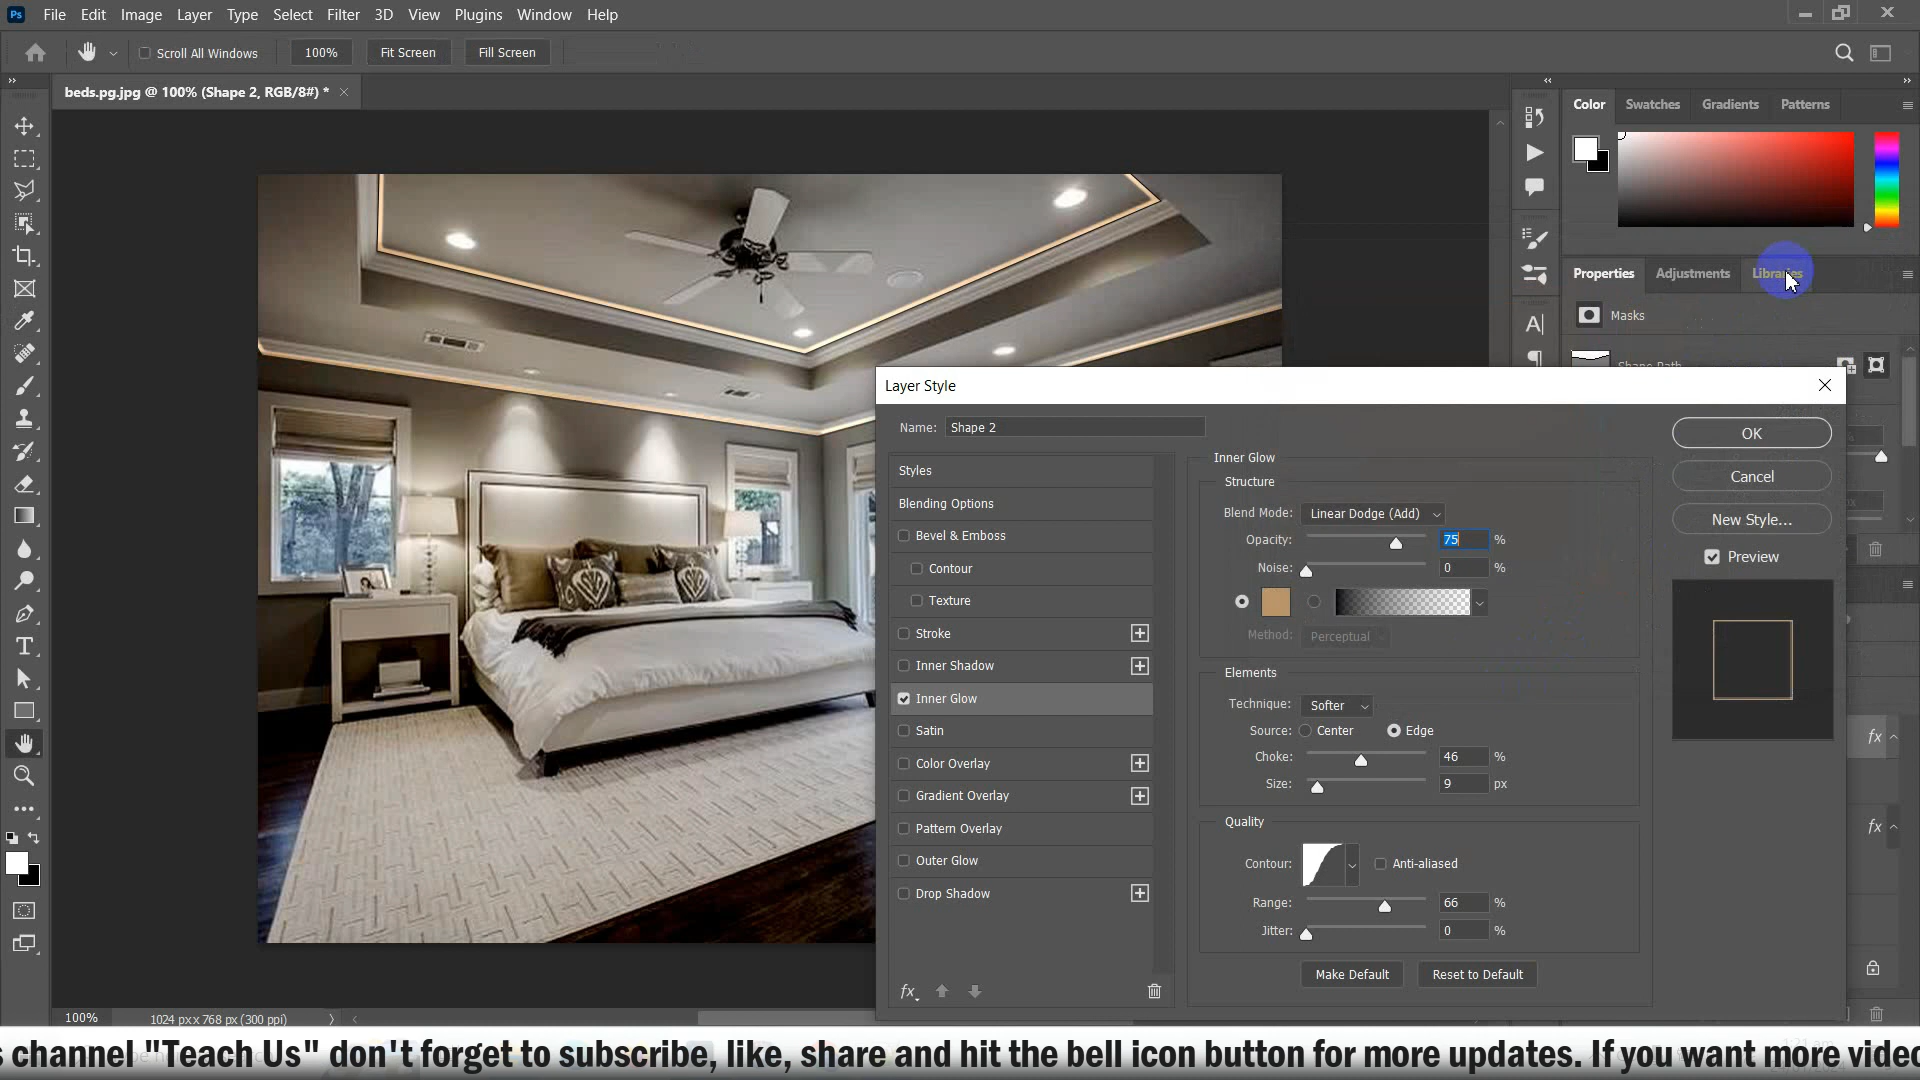 Ps File Edit Image Layer Type Select Filter 3D View Plugins Window Help
Scroll All Windows 100% Fit Screen Fill Screen
beds.pg.jpg @ 100% (Shape 2, RGB/8#) *
Color Swatches Gradients Patterns
Properties Adjustments Libraries
Masks
Shape Path
Layer Style
Name: Shape 2
Styles
Blending Options
Bevel & Emboss
Contour
Texture
Stroke
Inner Shadow
Inner Glow
Satin
Color Overlay
Gradient Overlay
Pattern Overlay
Outer Glow
Drop Shadow
fx
Inner Glow
Structure
Blend Mode: Linear Dodge (Add)
Opacity: 75 %
Noise: 0 %
Method: Perceptual
Elements
Technique: Softer
Source: Center Edge
Choke: 46 %
Size: 9 px
Quality
Contour: Anti-aliased
Range: 66 %
Jitter: 0 %
Make Default Reset to Default
OK
Cancel
New Style...
Preview
fx
fx
100% 1024 px x 768 px (300 ppi)
s channel "Teach Us" don't forget to subscribe, like, share and hit the bell icon button for more updates. If you want more video